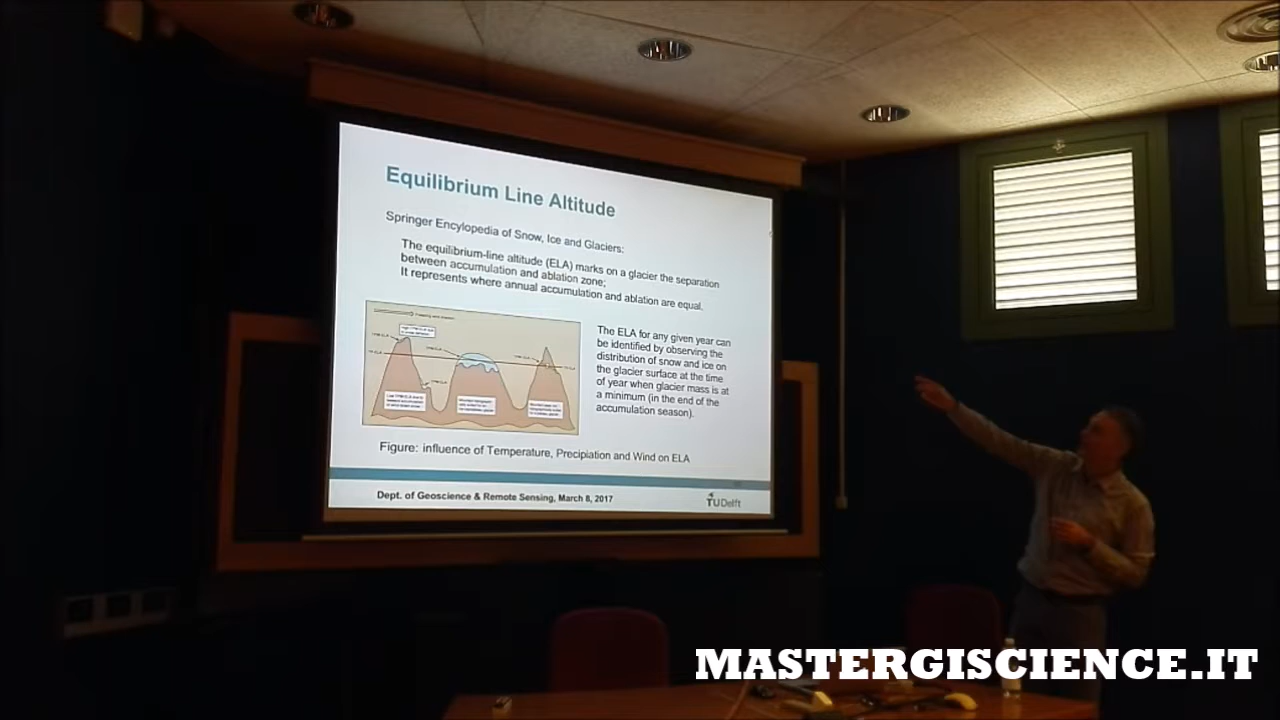 Equilibrium Line Altitude
Springer Encylopedia of Snow, Ice and Glaciers:
The equilibrium-line altitude (ELA) marks on a glacier the separation
between accumulation and ablation zone;
It represents where annual accumulation and ablation are equal.
The ELA for any given year can
be identified by observing the
distribution of snow and ice on
the glacier surface at the time
of year when glacier mass is at
a minimum (in the end of the
accumulation season).
Figure: influence of Temperature, Precipiation and Wind on ELA
Dept. of Geoscience & Remote Sensing, March 8, 2017
TUDelft
MASTERGISCIENCE.IT